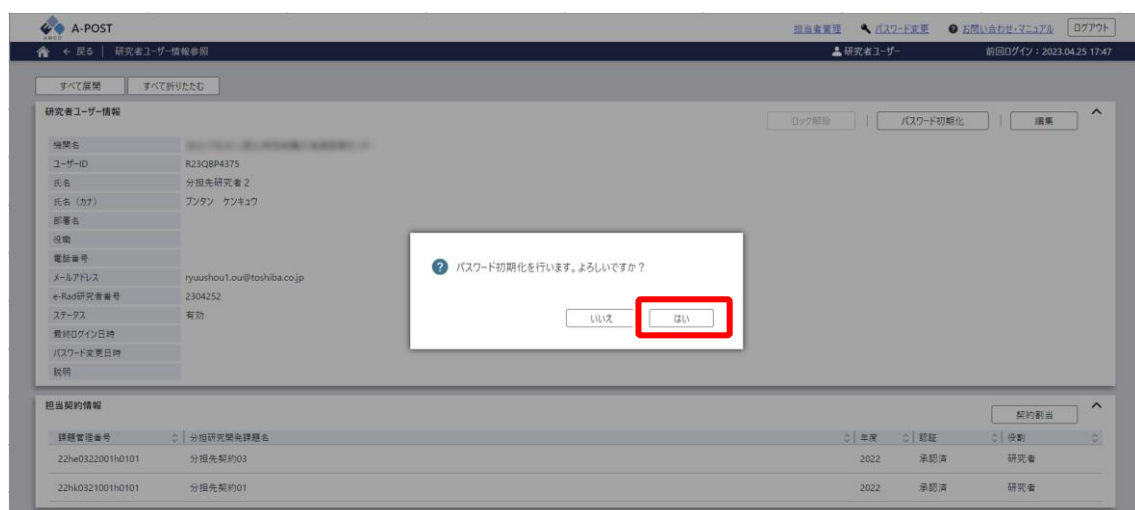 A-POST
AMED
担当者管理 パスワード変更 お問い合わせ・マニュアル ログアウト
← 戻る | 研究者ユーザー情報参照 研究者ユーザー 前回ログイン：2023.04.25 17:47
すべて展開 すべて折りたたむ
研究者ユーザー情報 ロック解除 | パスワード初期化 | 編集
機関名
ユーザーID R23QBP4375
氏名 分担先研究者２
氏名（カナ） ブンタン ケンキュウ
部署名
役職
電話番号
メールアドレス ryuushou1.ou@toshiba.co.jp
e-Rad研究者番号 2304252
ステータス 有効
最終ログイン日時
パスワード変更日時
説明
パスワード初期化を行います。よろしいですか？
いいえ はい
担当契約情報 契約割当
課題管理番号 分担研究開発課題名 年度 認証 役割
22he0322001h0101 分担先契約03 2022 承認済 研究者
22hk0321001h0101 分担先契約01 2022 承認済 研究者